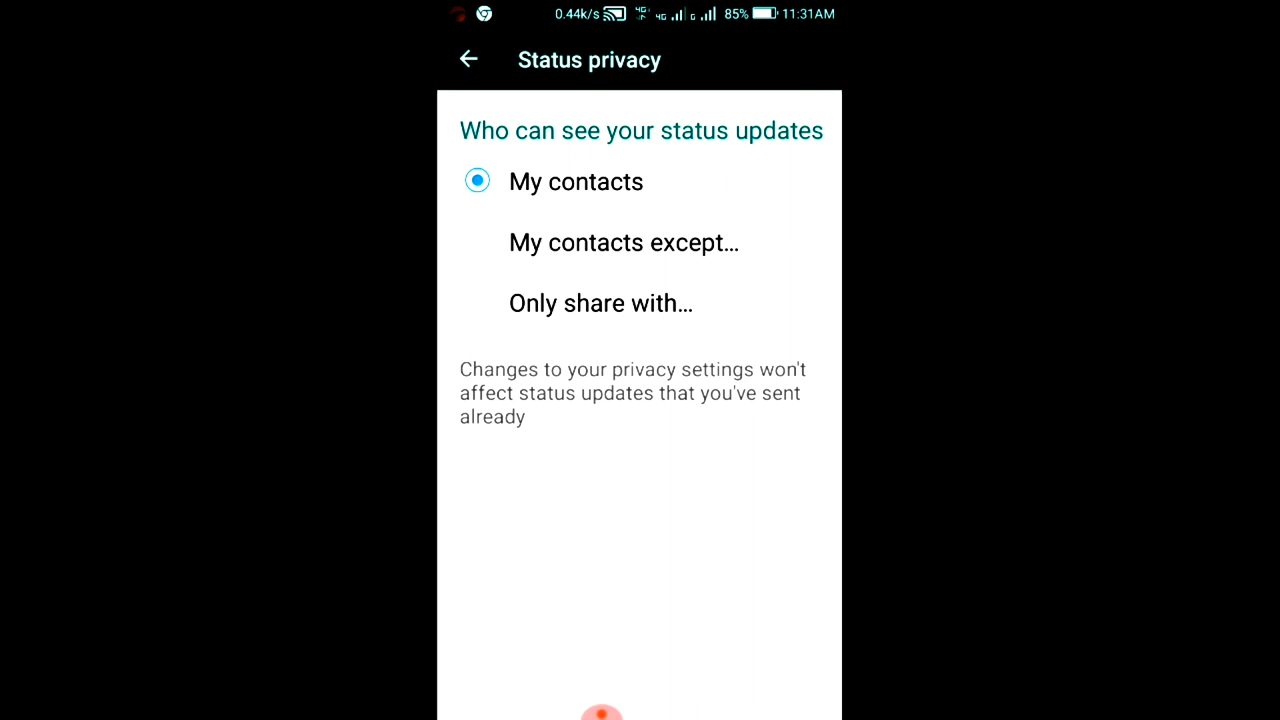 0.44k/s 85% 11:31AM
Status privacy
Who can see your status updates
My contacts
My contacts except...
Only share with...
Changes to your privacy settings won't
affect status updates that you've sent
already